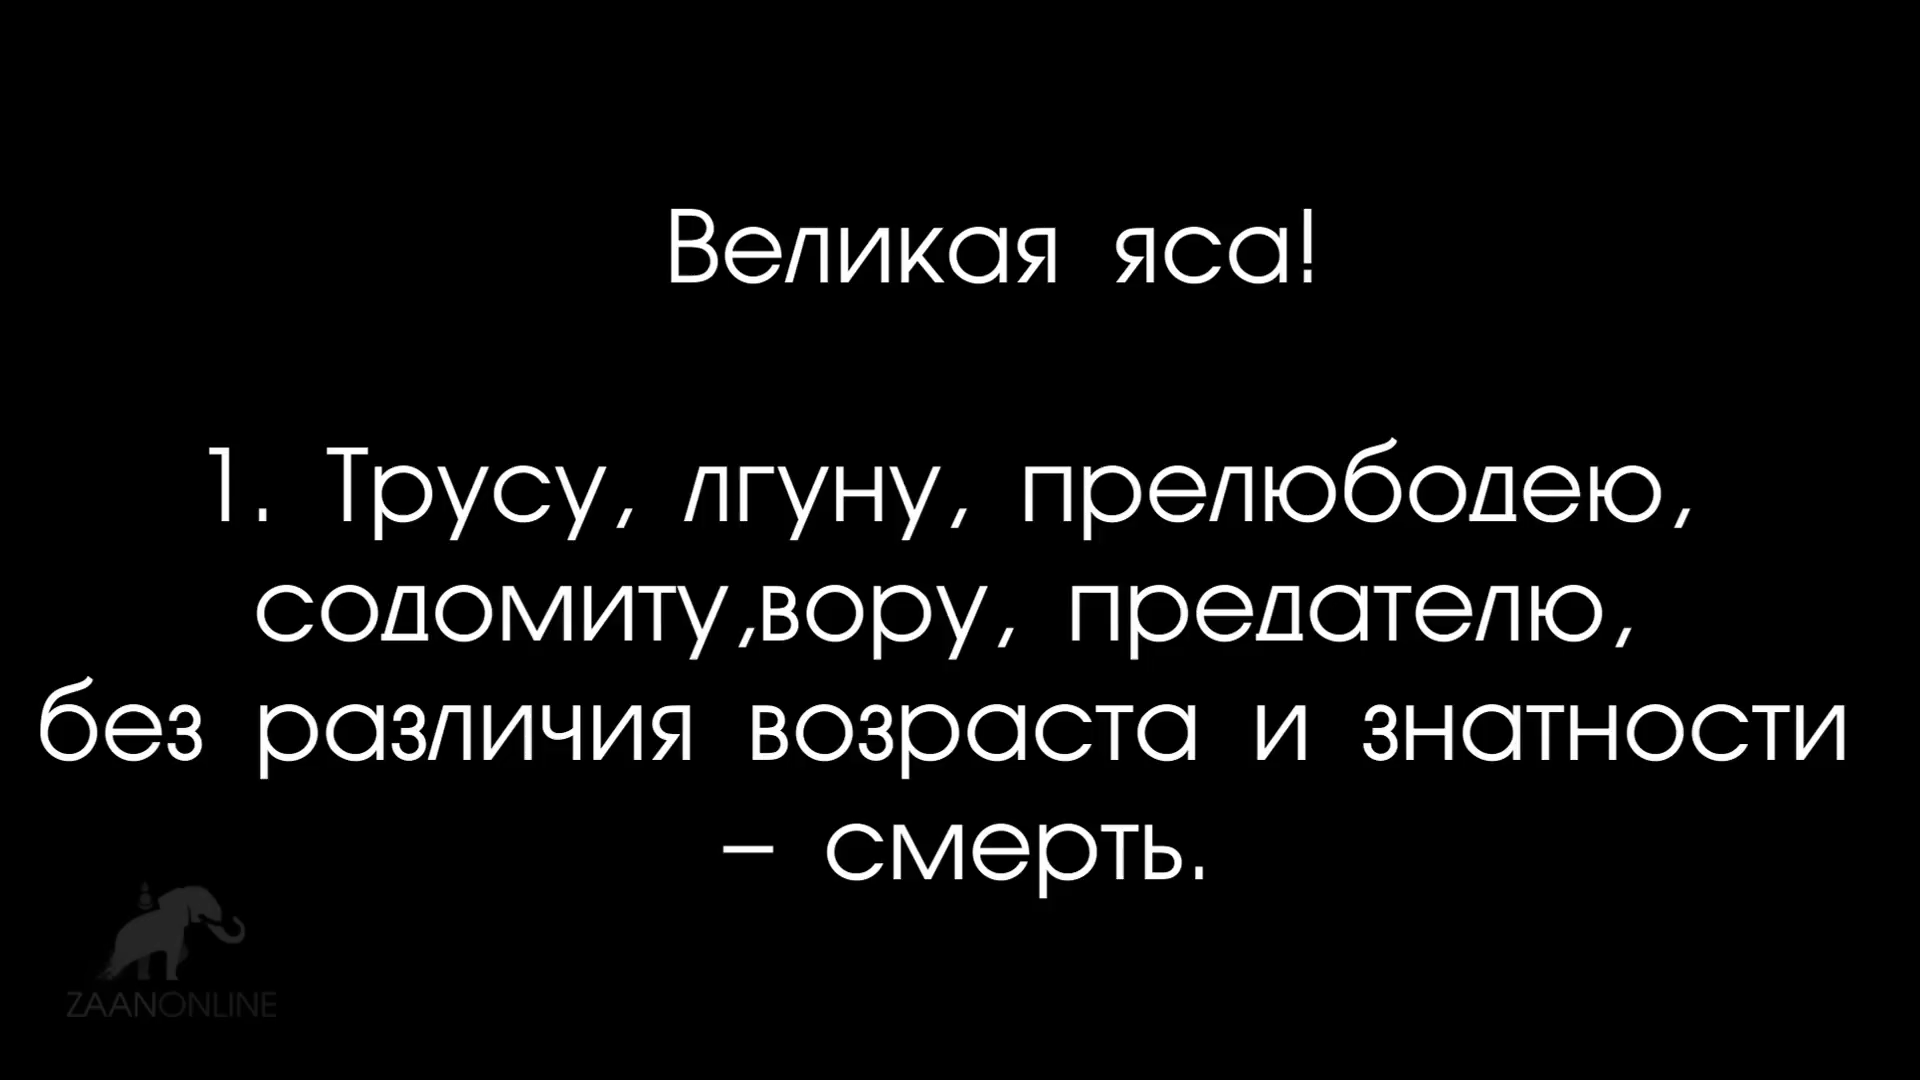 Великая яса!
1. Трусу, лгуну, прелюбодею,
содомиту,вору, предателю,
без различия возраста и знатности
– смерть.
ZAANONLINE